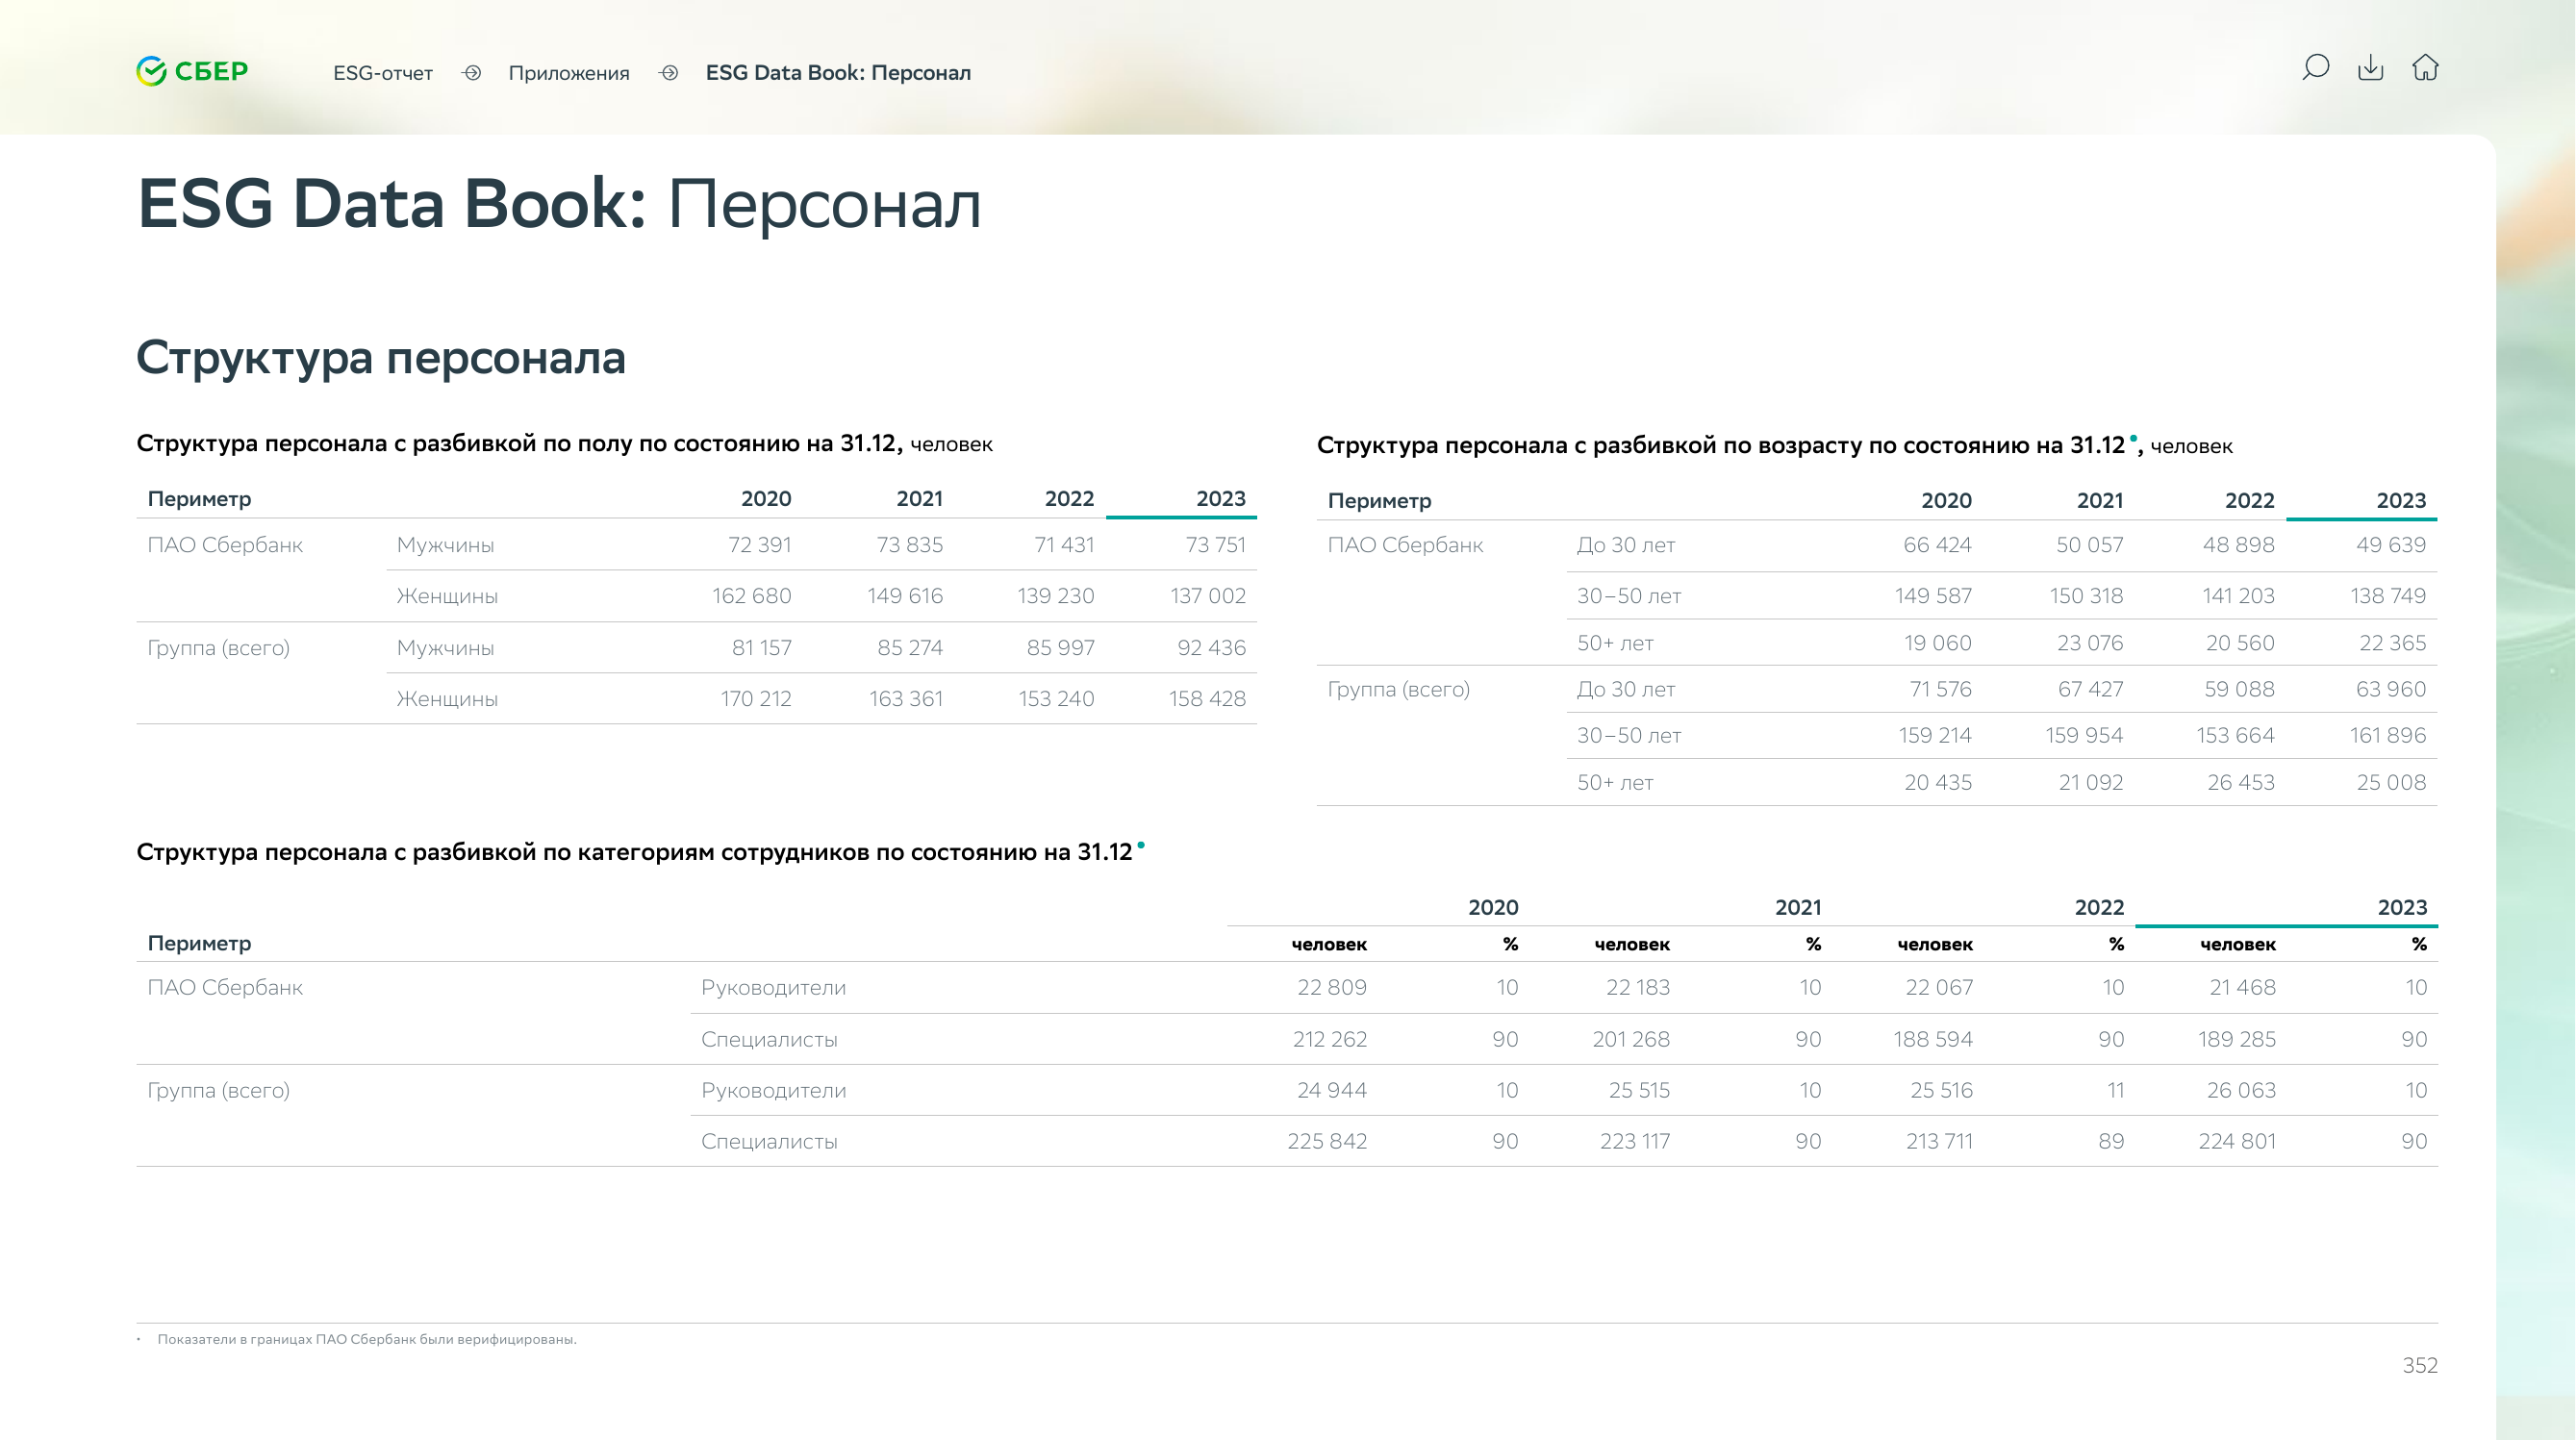 СБЕР ESG-отчет Приложения ESG Data Book: Персонал
ESG Data Book: Персонал
Структура персонала
Структура персонала с разбивкой по полу по состоянию на 31.12, человек
Периметр 2020 2021 2022 2023
ПАО Сбербанк Мужчины 72 391 73 835 71 431 73 751
Женщины 162 680 149 616 139 230 137 002
Группа (всего) Мужчины 81 157 85 274 85 997 92 436
Женщины 170 212 163 361 153 240 158 428
Структура персонала с разбивкой по возрасту по состоянию на 31.12•, человек
Периметр 2020 2021 2022 2023
ПАО Сбербанк До 30 лет 66 424 50 057 48 898 49 639
30–50 лет 149 587 150 318 141 203 138 749
50+ лет 19 060 23 076 20 560 22 365
Группа (всего) До 30 лет 71 576 67 427 59 088 63 960
30–50 лет 159 214 159 954 153 664 161 896
50+ лет 20 435 21 092 26 453 25 008
Структура персонала с разбивкой по категориям сотрудников по состоянию на 31.12•
2020 2021 2022 2023
Периметр человек % человек % человек % человек %
ПАО Сбербанк Руководители 22 809 10 22 183 10 22 067 10 21 468 10
Специалисты 212 262 90 201 268 90 188 594 90 189 285 90
Группа (всего) Руководители 24 944 10 25 515 10 25 516 11 26 063 10
Специалисты 225 842 90 223 117 90 213 711 89 224 801 90
• Показатели в границах ПАО Сбербанк были верифицированы.
352